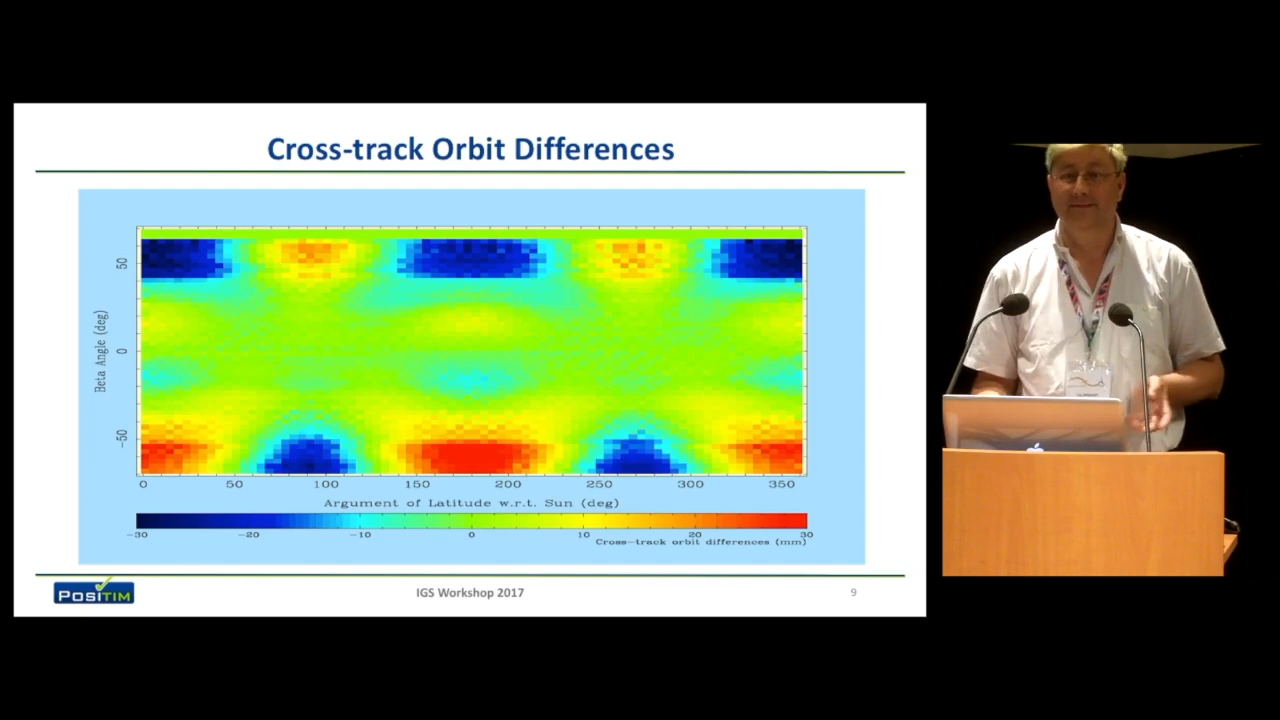 Cross-track Orbit Differences
50
0
−50
Beta Angle (deg)
0 50 100 150 200 250 300 350
Argument of Latitude w.r.t. Sun (deg)
−30 −20 −10 0 10 20 30
Cross−track orbit differences (mm)
POSITIM
IGS Workshop 2017
9